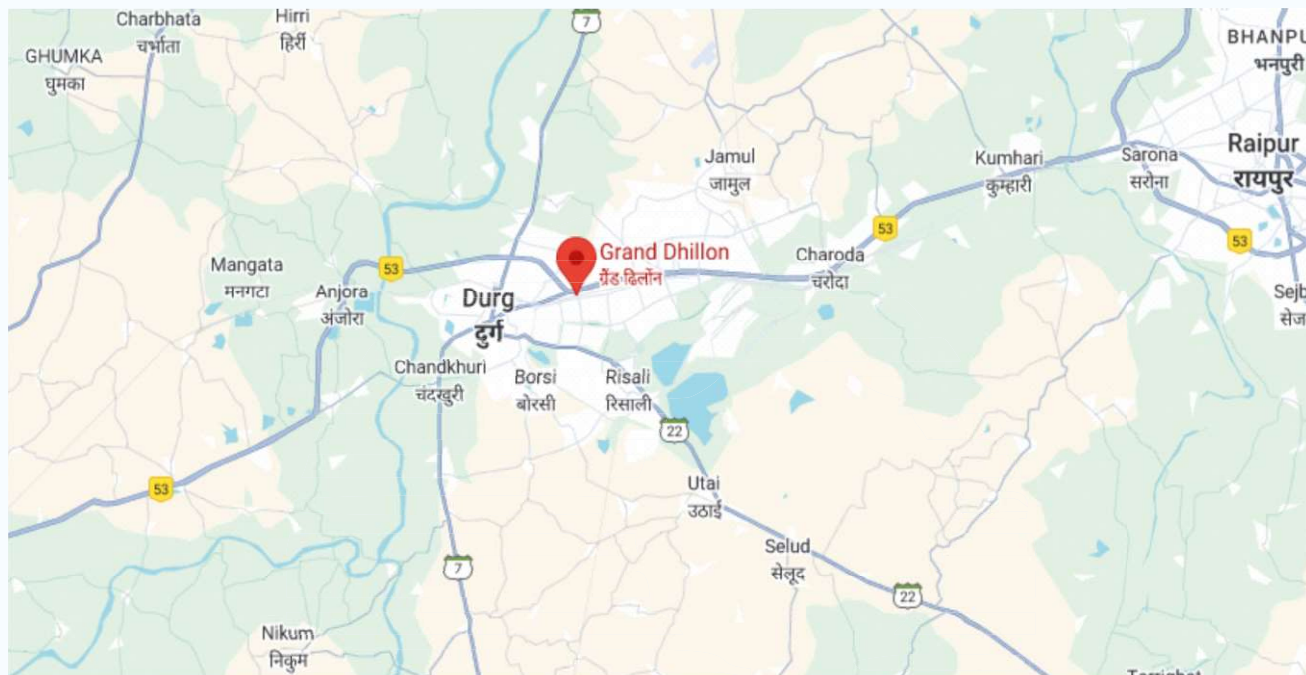 7
Charbhata
चर्भाता
Hirri
हिर्री
GHUMKA
घुमका
BHANPU
भनपुरी
Jamul
जामुल
Kumhari
कुम्हारी
Sarona
सरोना
Raipur
रायपुर
53
53
Grand Dhillon
ग्रैंड ढिलोंन
Charoda
चरोदा
Mangata
मनगटा
53
Anjora
अंजोरा
Durg
दुर्ग
Sejb
सेज
Chandkhuri
चंदखुरी
Borsi
बोरसी
Risali
रिसाली
22
53
Utai
उठाई
Selud
सेलूद
7
22
Nikum
निकुम